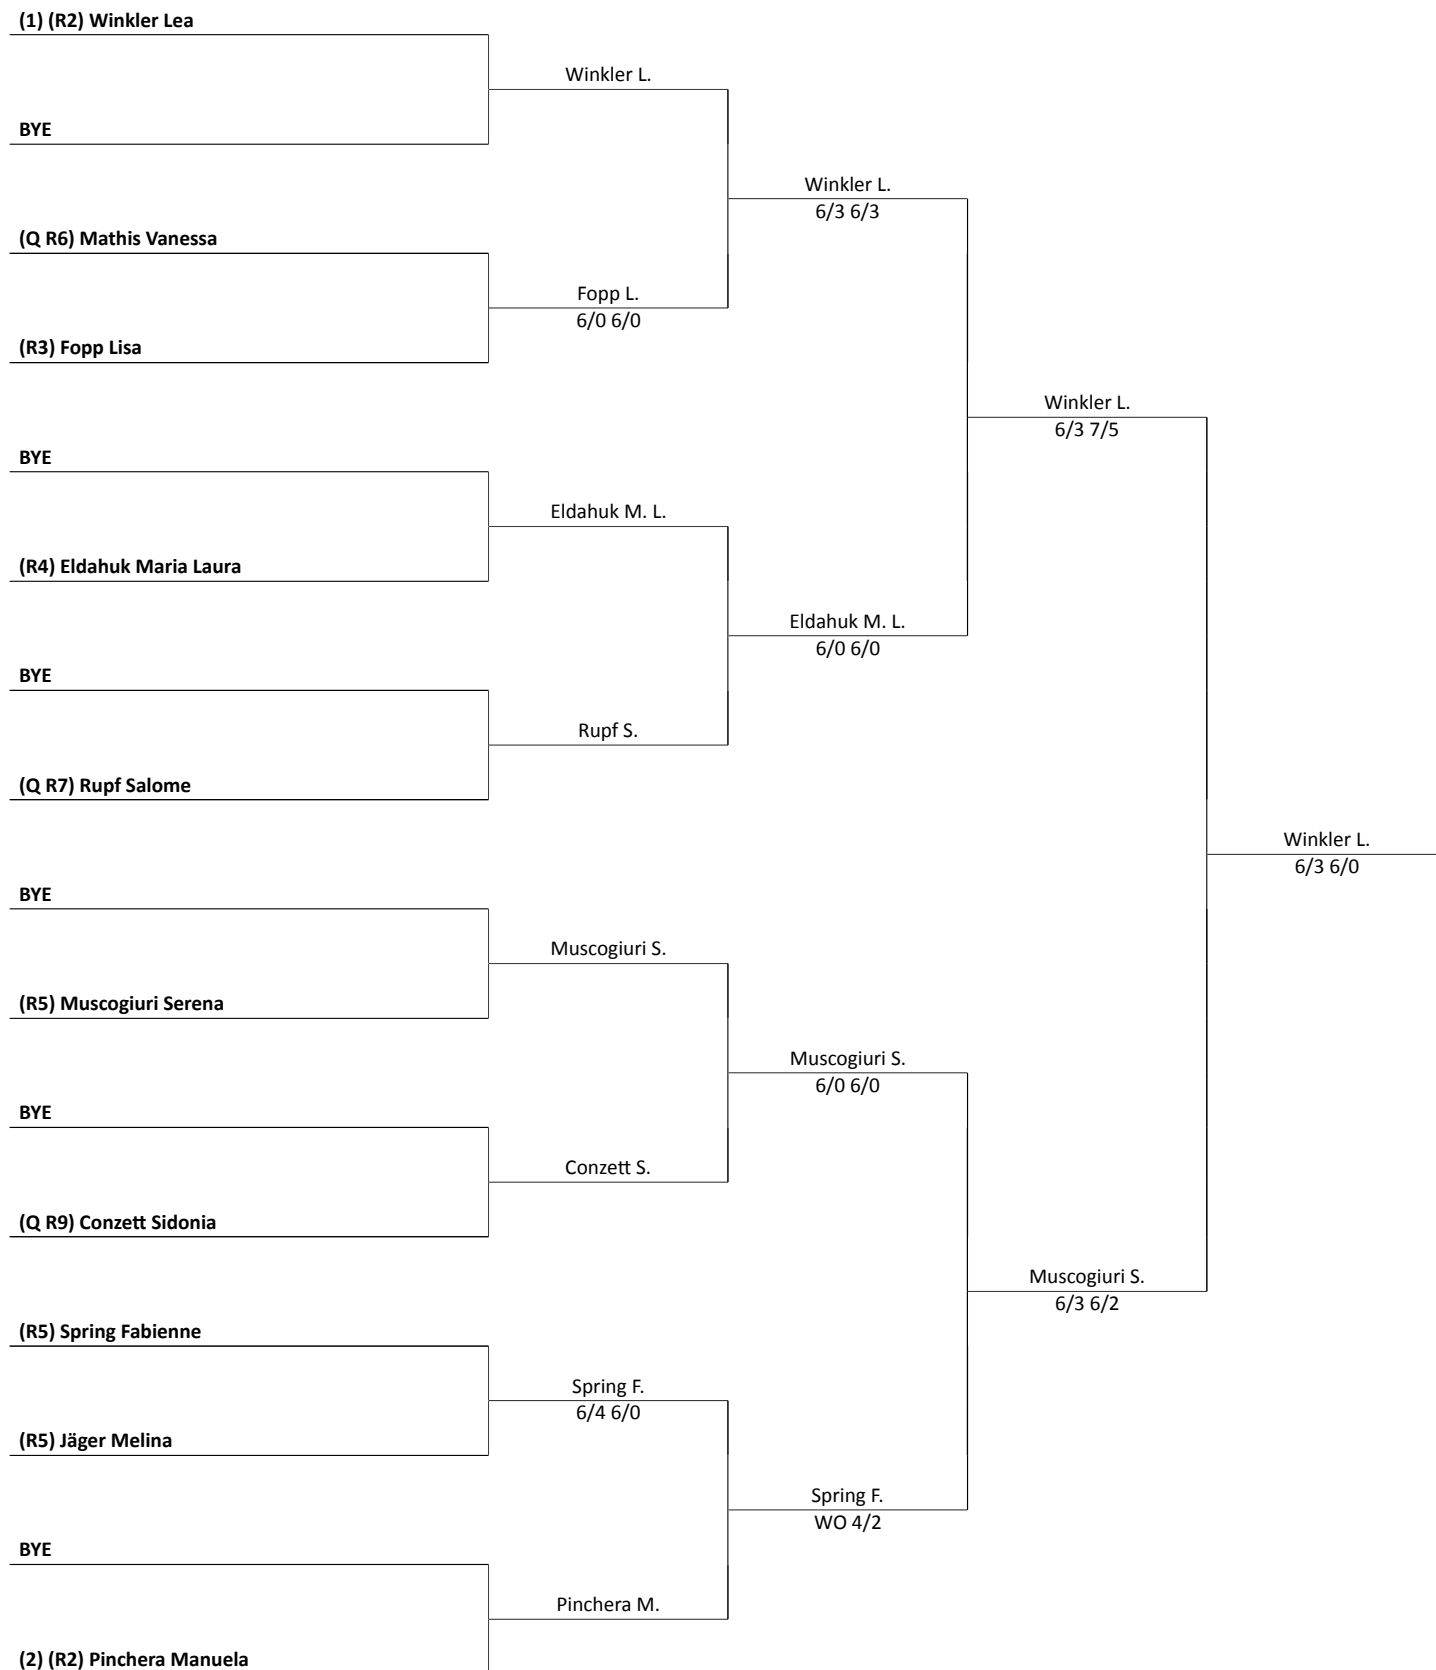 (1) (R2) Winkler Lea
Winkler L.
BYE
Winkler L.
6/3 6/3
(Q R6) Mathis Vanessa
Fopp L.
6/0 6/0
(R3) Fopp Lisa
Winkler L.
6/3 7/5
BYE
Eldahuk M. L.
(R4) Eldahuk Maria Laura
Eldahuk M. L.
6/0 6/0
BYE
Rupf S.
(Q R7) Rupf Salome
Winkler L.
6/3 6/0
BYE
Muscogiuri S.
(R5) Muscogiuri Serena
Muscogiuri S.
6/0 6/0
BYE
Conzett S.
(Q R9) Conzett Sidonia
Muscogiuri S.
6/3 6/2
(R5) Spring Fabienne
Spring F.
6/4 6/0
(R5) Jäger Melina
Spring F.
WO 4/2
BYE
Pinchera M.
(2) (R2) Pinchera Manuela